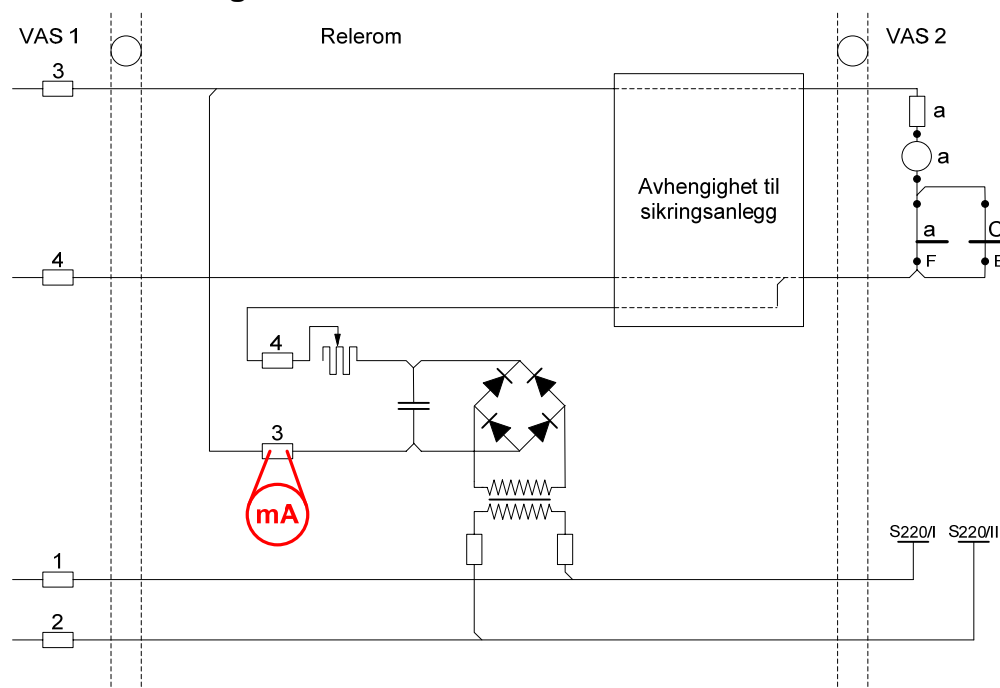 VAS 1
Relerom
VAS 2
3
a
a
Avhengighet til
sikringsanlegg
a
F
4
4
3
mA
S220/I
S220/II
1
2